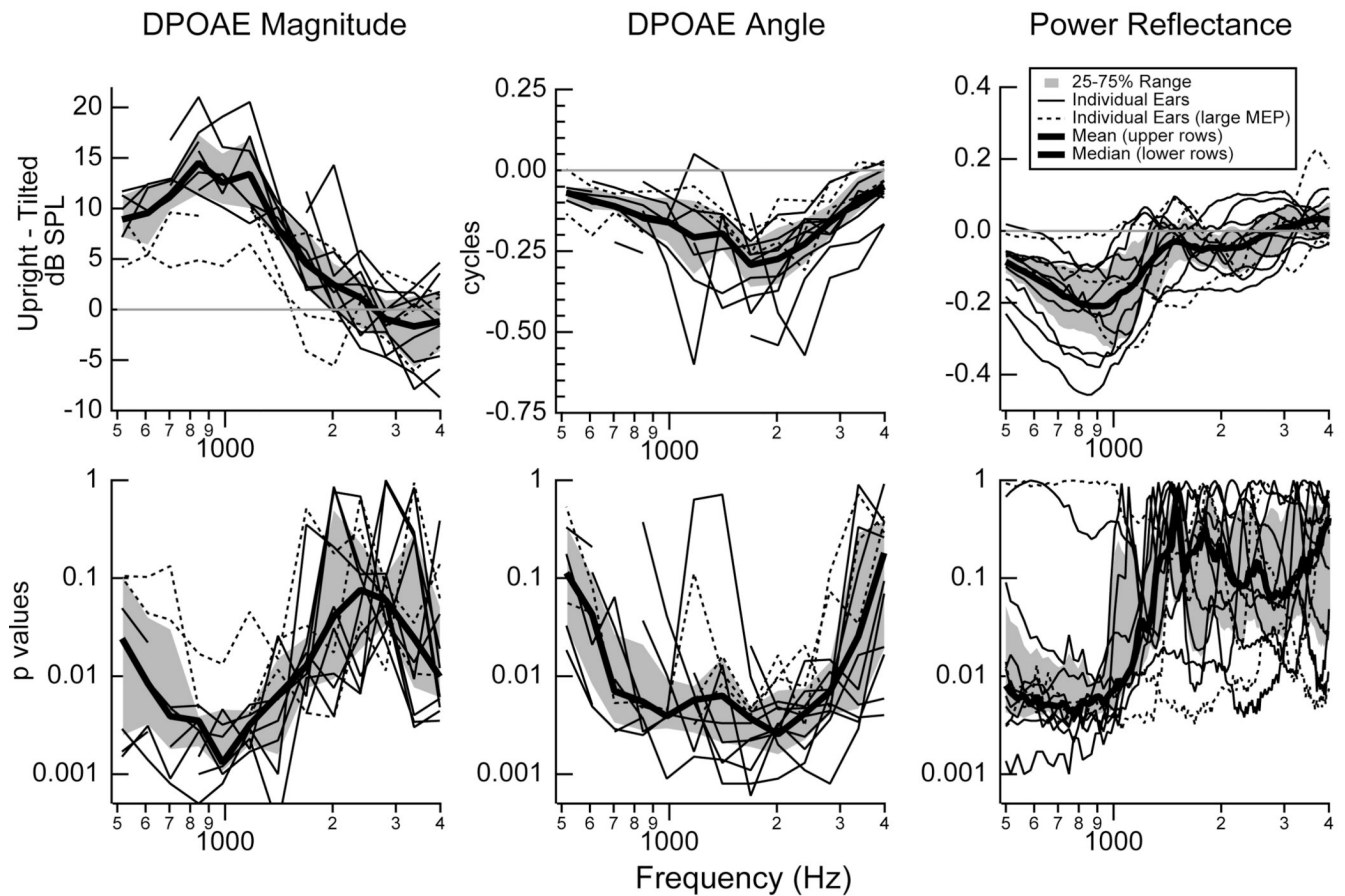 DPOAE Magnitude
DPOAE Angle
Power Reflectance
Upright - Tilted
dB SPL
20
15
10
5
0
-5
-10
5 6 7 8 9 1000 2 3 4
cycles
0.25
0.00
-0.25
-0.50
-0.75
5 6 7 8 9 1000 2 3 4
0.4
0.2
0.0
-0.2
-0.4
25-75% Range
Individual Ears
Individual Ears (large MEP)
Mean (upper rows)
Median (lower rows)
5 6 7 8 9 1000 2 3 4
p values
1
0.1
0.01
0.001
5 6 7 8 9 1000 2 3 4
1
0.1
0.01
0.001
5 6 7 8 9 1000 2 3 4
1
0.1
0.01
0.001
5 6 7 8 9 1000 2 3 4
Frequency (Hz)